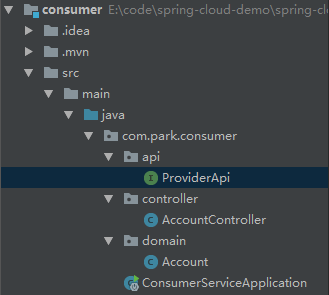 consumer E:\code\spring-cloud-demo\spring-c
.idea
.mvn
src
main
java
com.park.consumer
api
I ProviderApi
controller
C AccountController
domain
C Account
C ConsumerServiceApplication